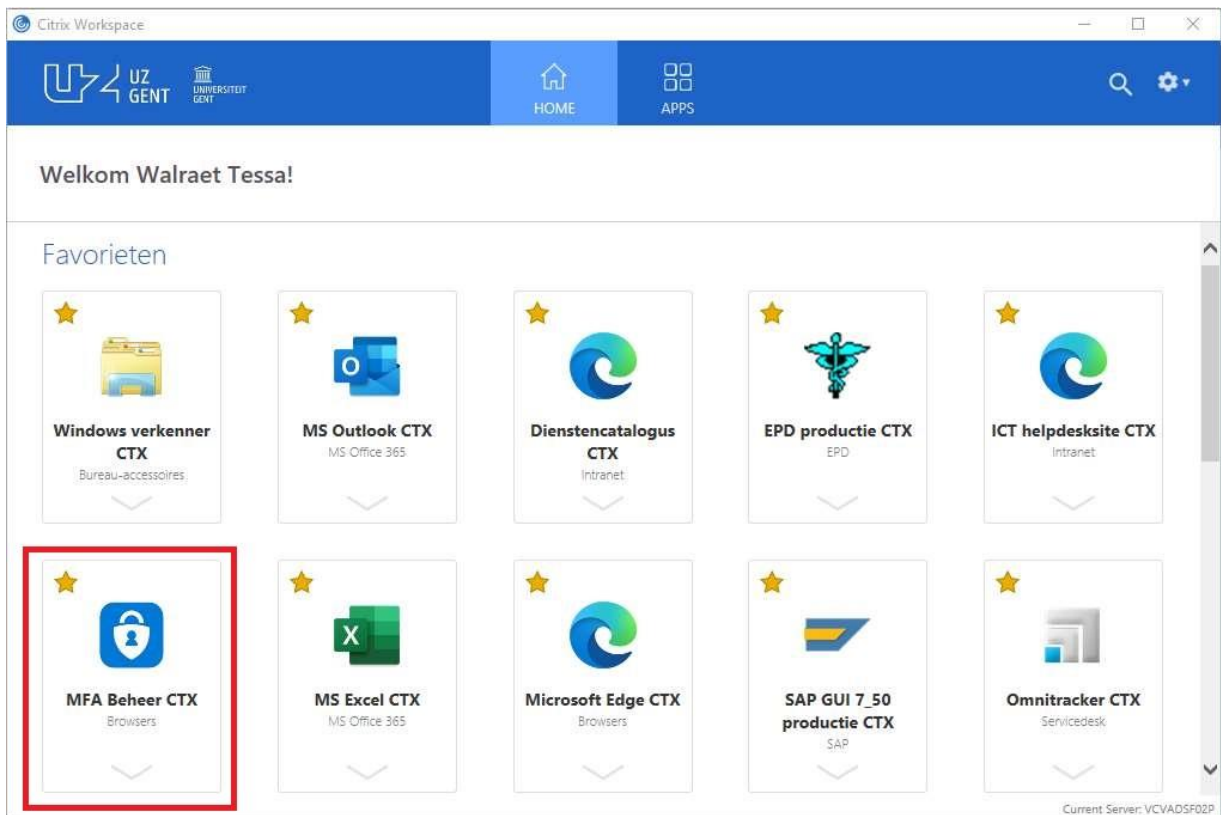 Citrix Workspace
UZ
GENT
UNIVERSITEIT
GENT
HOME
APPS
Welkom Walraet Tessa!
Favorieten
Windows verkenner
CTX
Bureau-accessoires
MS Outlook CTX
MS Office 365
Dienstencatalogus
CTX
Intranet
EPD productie CTX
EPD
ICT helpdesksite CTX
Intranet
MFA Beheer CTX
Browsers
MS Excel CTX
MS Office 365
Microsoft Edge CTX
Browsers
SAP GUI 7_50
productie CTX
SAP
Omnitracker CTX
Servicedesk
Current Server: VCVADSF02P